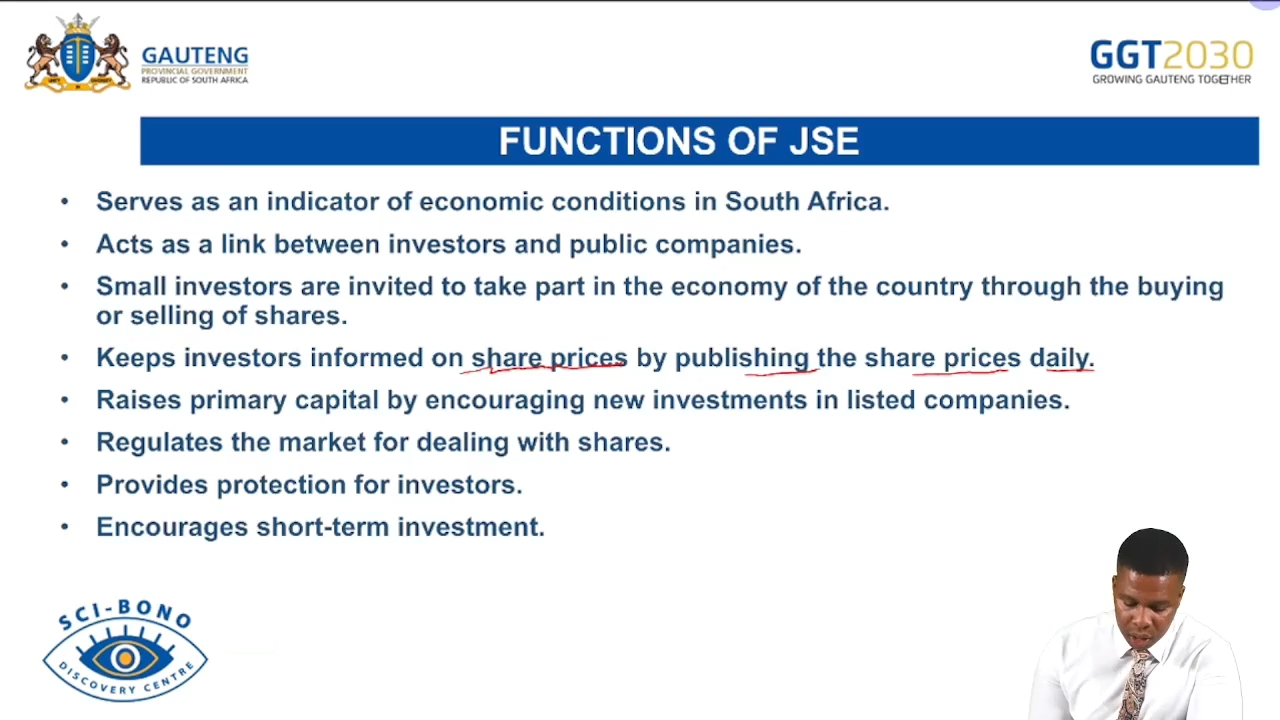 GAUTENG
PROVINCIAL GOVERNMENT
REPUBLIC OF SOUTH AFRICA
GGT2030
GROWING GAUTENG TOGETHER
FUNCTIONS OF JSE
• Serves as an indicator of economic conditions in South Africa.
• Acts as a link between investors and public companies.
• Small investors are invited to take part in the economy of the country through the buying
or selling of shares.
• Keeps investors informed on share prices by publishing the share prices daily.
• Raises primary capital by encouraging new investments in listed companies.
• Regulates the market for dealing with shares.
• Provides protection for investors.
• Encourages short-term investment.
SCI-BONO
DISCOVERY CENTRE